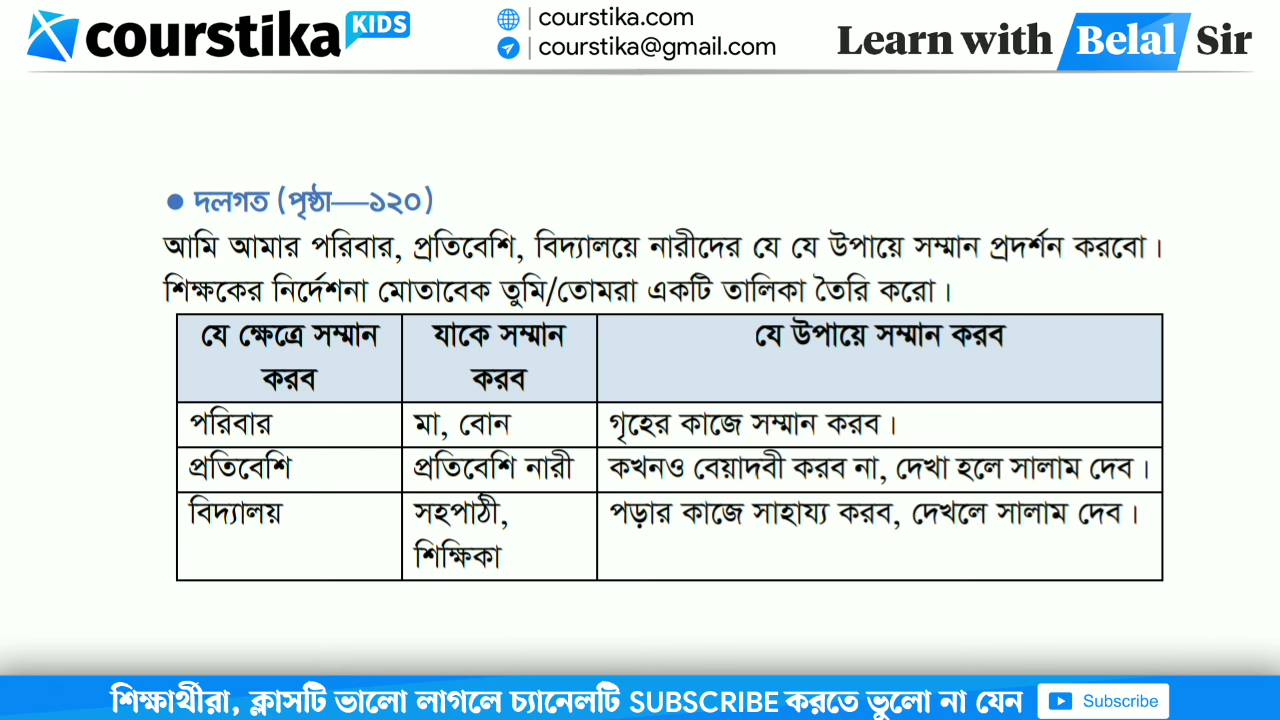 courstika KIDS
courstika.com
courstika@gmail.com
Learn with Belal Sir
• দলগত (পৃষ্ঠা—১২০)
আমি আমার পরিবার, প্রতিবেশি, বিদ্যালয়ে নারীদের যে যে উপায়ে সম্মান প্রদর্শন করবো।
শিক্ষকের নির্দেশনা মোতাবেক তুমি/তোমরা একটি তালিকা তৈরি করো।
যে ক্ষেত্রে সম্মান করব
যাকে সম্মান করব
যে উপায়ে সম্মান করব
পরিবার
মা, বোন
গৃহের কাজে সম্মান করব।
প্রতিবেশি
প্রতিবেশি নারী
কখনও বেয়াদবী করব না, দেখা হলে সালাম দেব।
বিদ্যালয়
সহপাঠী,
শিক্ষিকা
পড়ার কাজে সাহায্য করব, দেখলে সালাম দেব।
শিক্ষার্থীরা, ক্লাসটি ভালো লাগলে চ্যানেলটি SUBSCRIBE করতে ভুলো না যেন
Subscribe